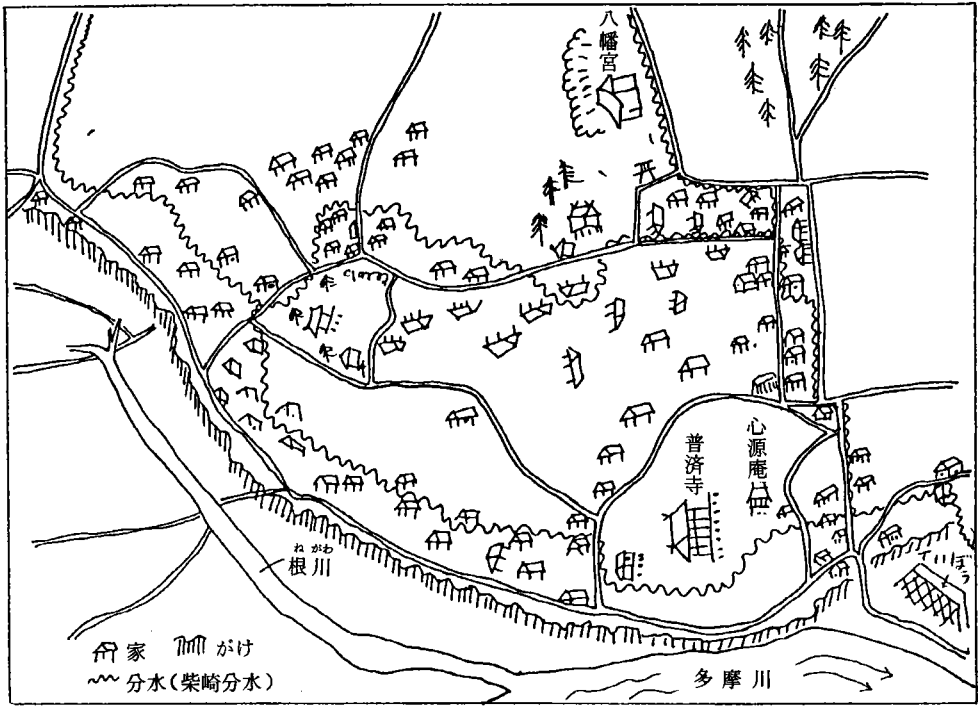 八幡宮
心源庵
普済寺
ていぼう
ねがわ
根川
家 がけ
分水(柴崎分水)
多摩川